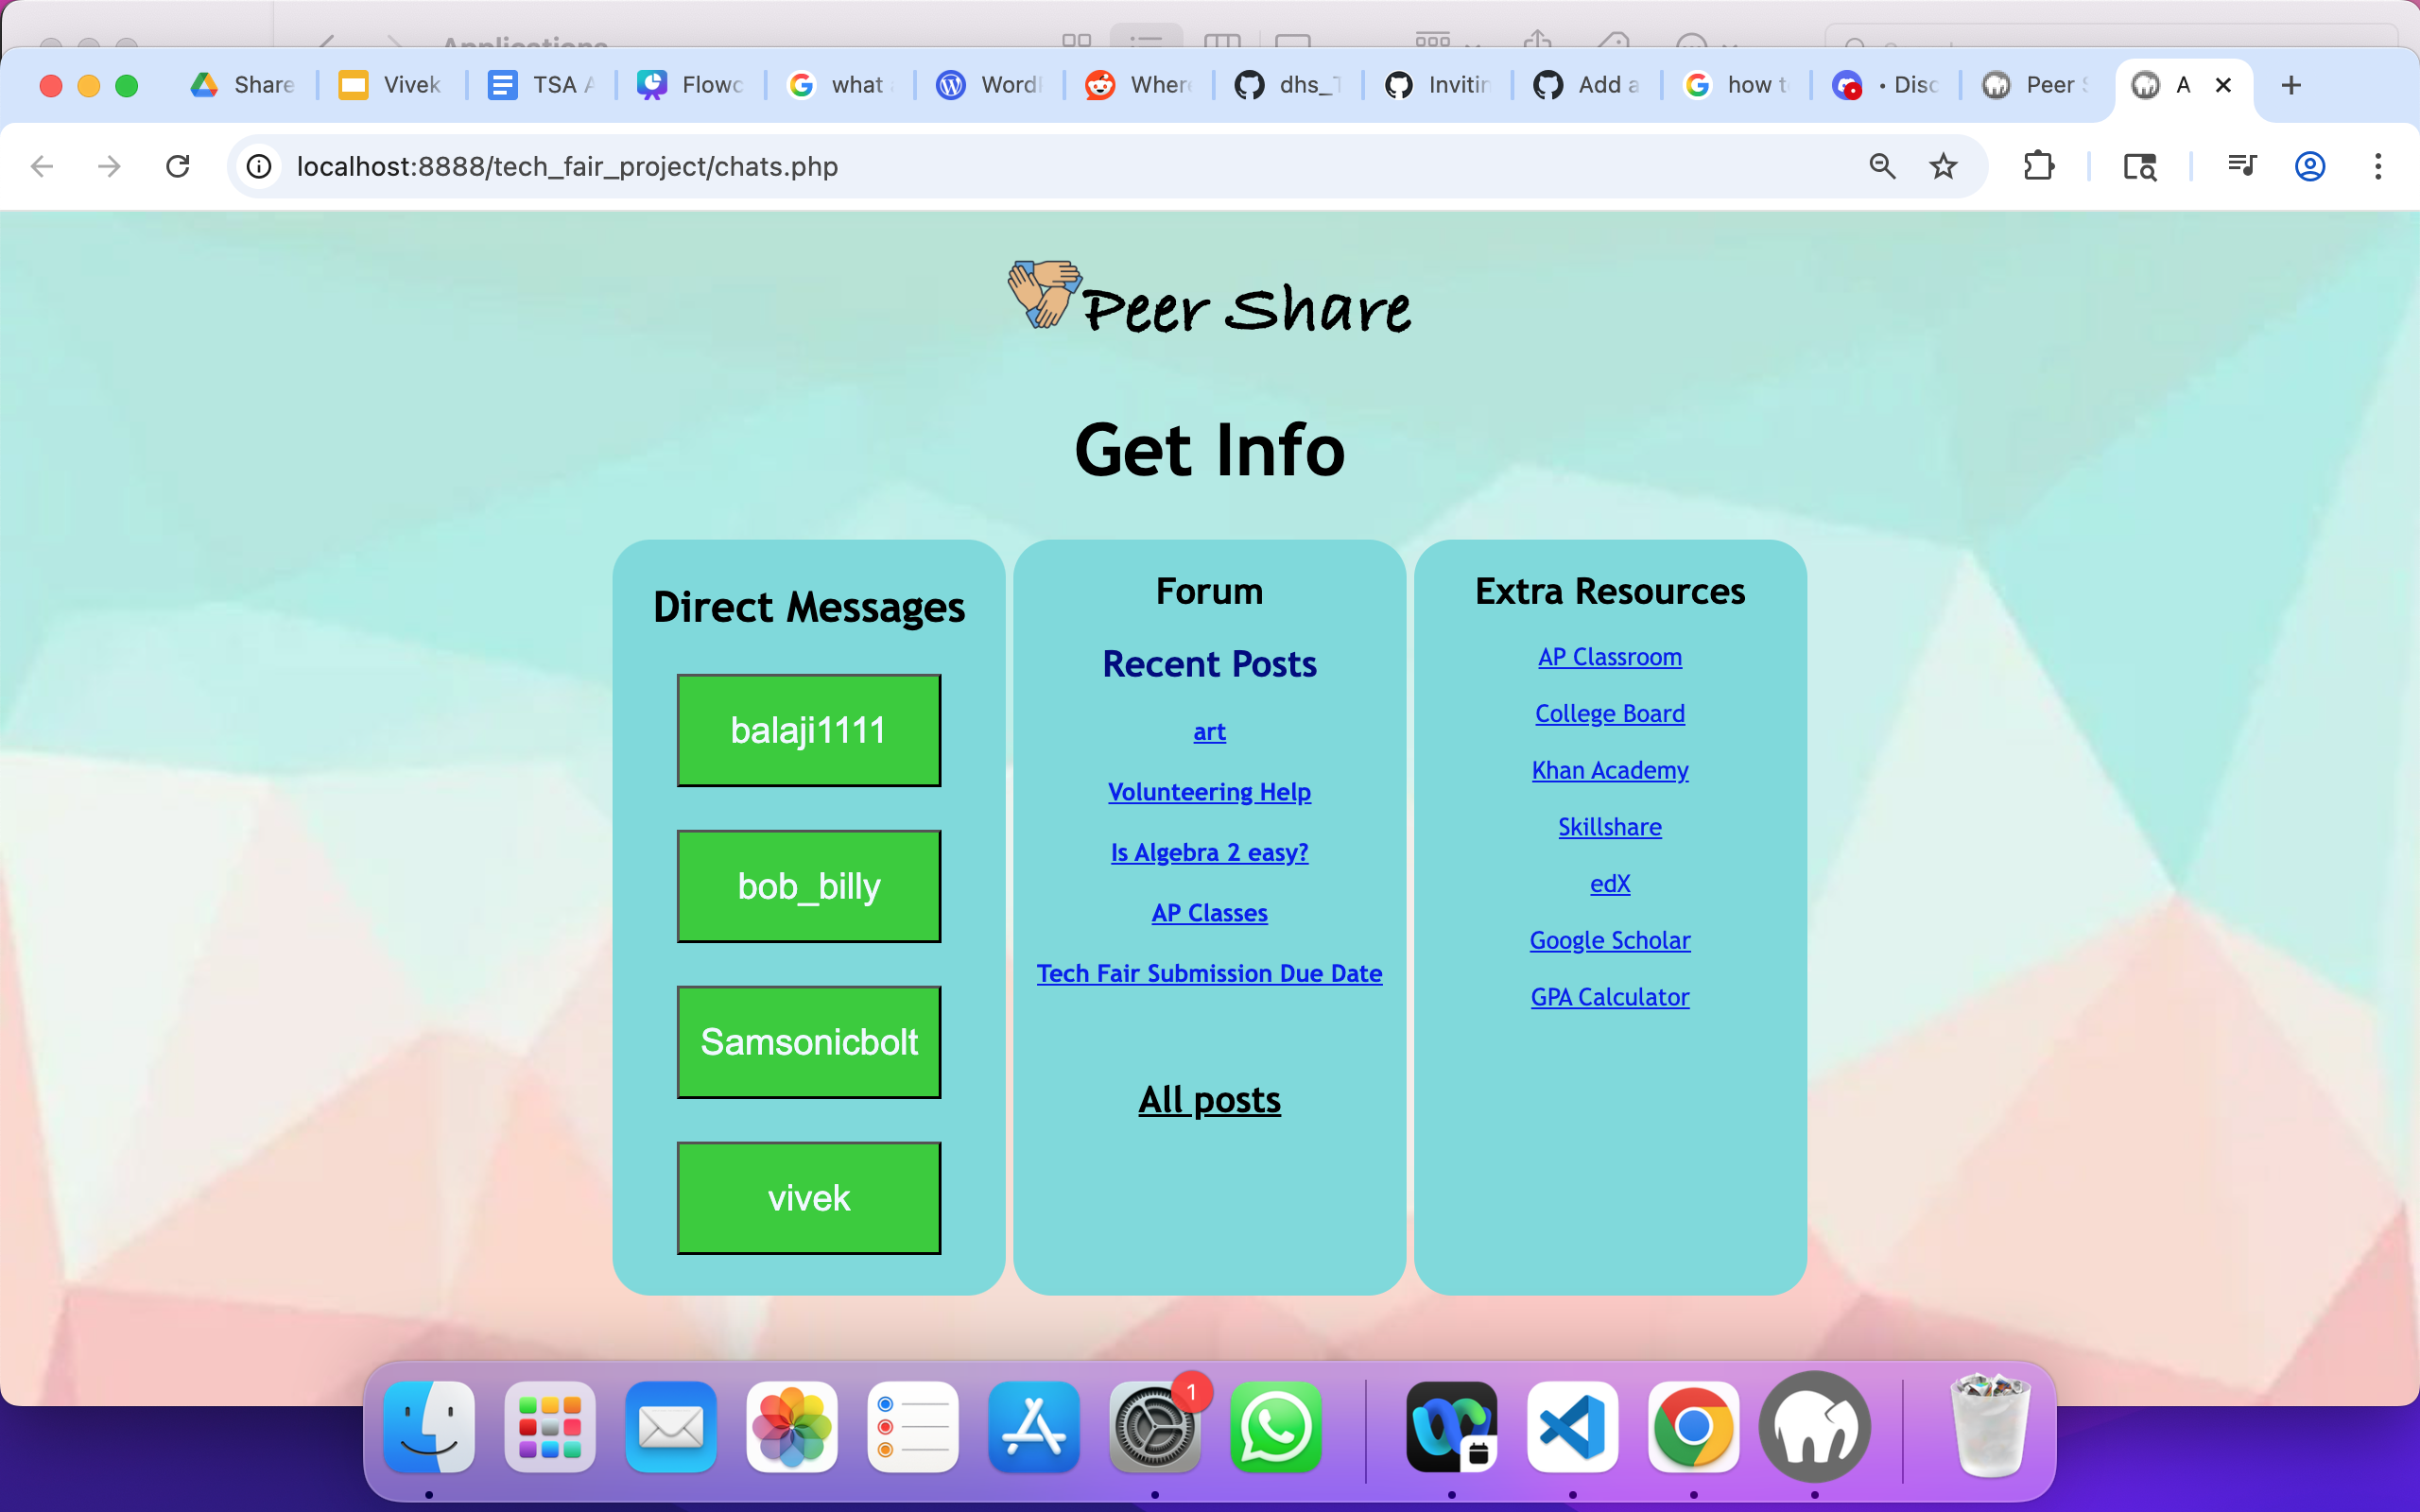 Share
Vivek
TSA A
Flowc
what
Word
Where
dhs_T
Invitin
Add a
how t
• Disc
Peer S
A
localhost:8888/tech_fair_project/chats.php
Peer Share
Get Info
Direct Messages
balaji1111
bob_billy
Samsonicbolt
vivek
Forum
Recent Posts
art
Volunteering Help
Is Algebra 2 easy?
AP Classes
Tech Fair Submission Due Date
All posts
Extra Resources
AP Classroom
College Board
Khan Academy
Skillshare
edX
Google Scholar
GPA Calculator
1